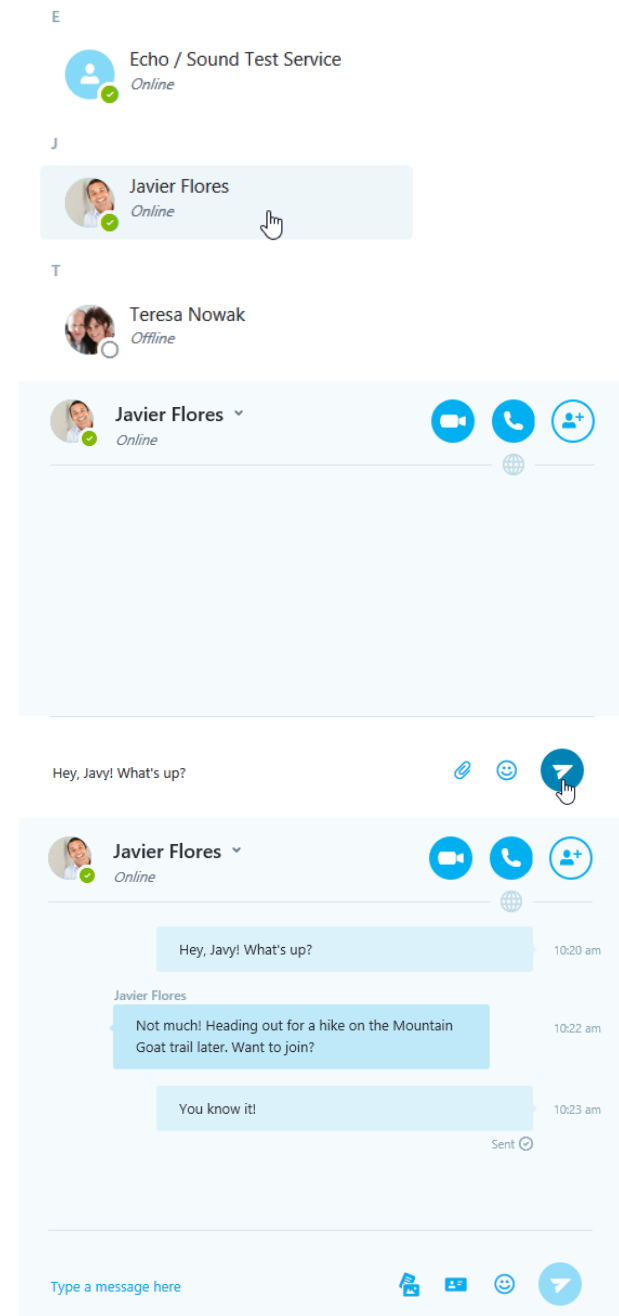 E
Echo / Sound Test Service
Online
J
Javier Flores
Online
T
Teresa Nowak
Offline
Javier Flores
Online
Hey, Javy! What's up?
Javier Flores
Online
Hey, Javy! What's up?
10:20 am
Javier Flores
Not much! Heading out for a hike on the Mountain
Goat trail later. Want to join?
10:22 am
You know it!
10:23 am
Sent
Type a message here